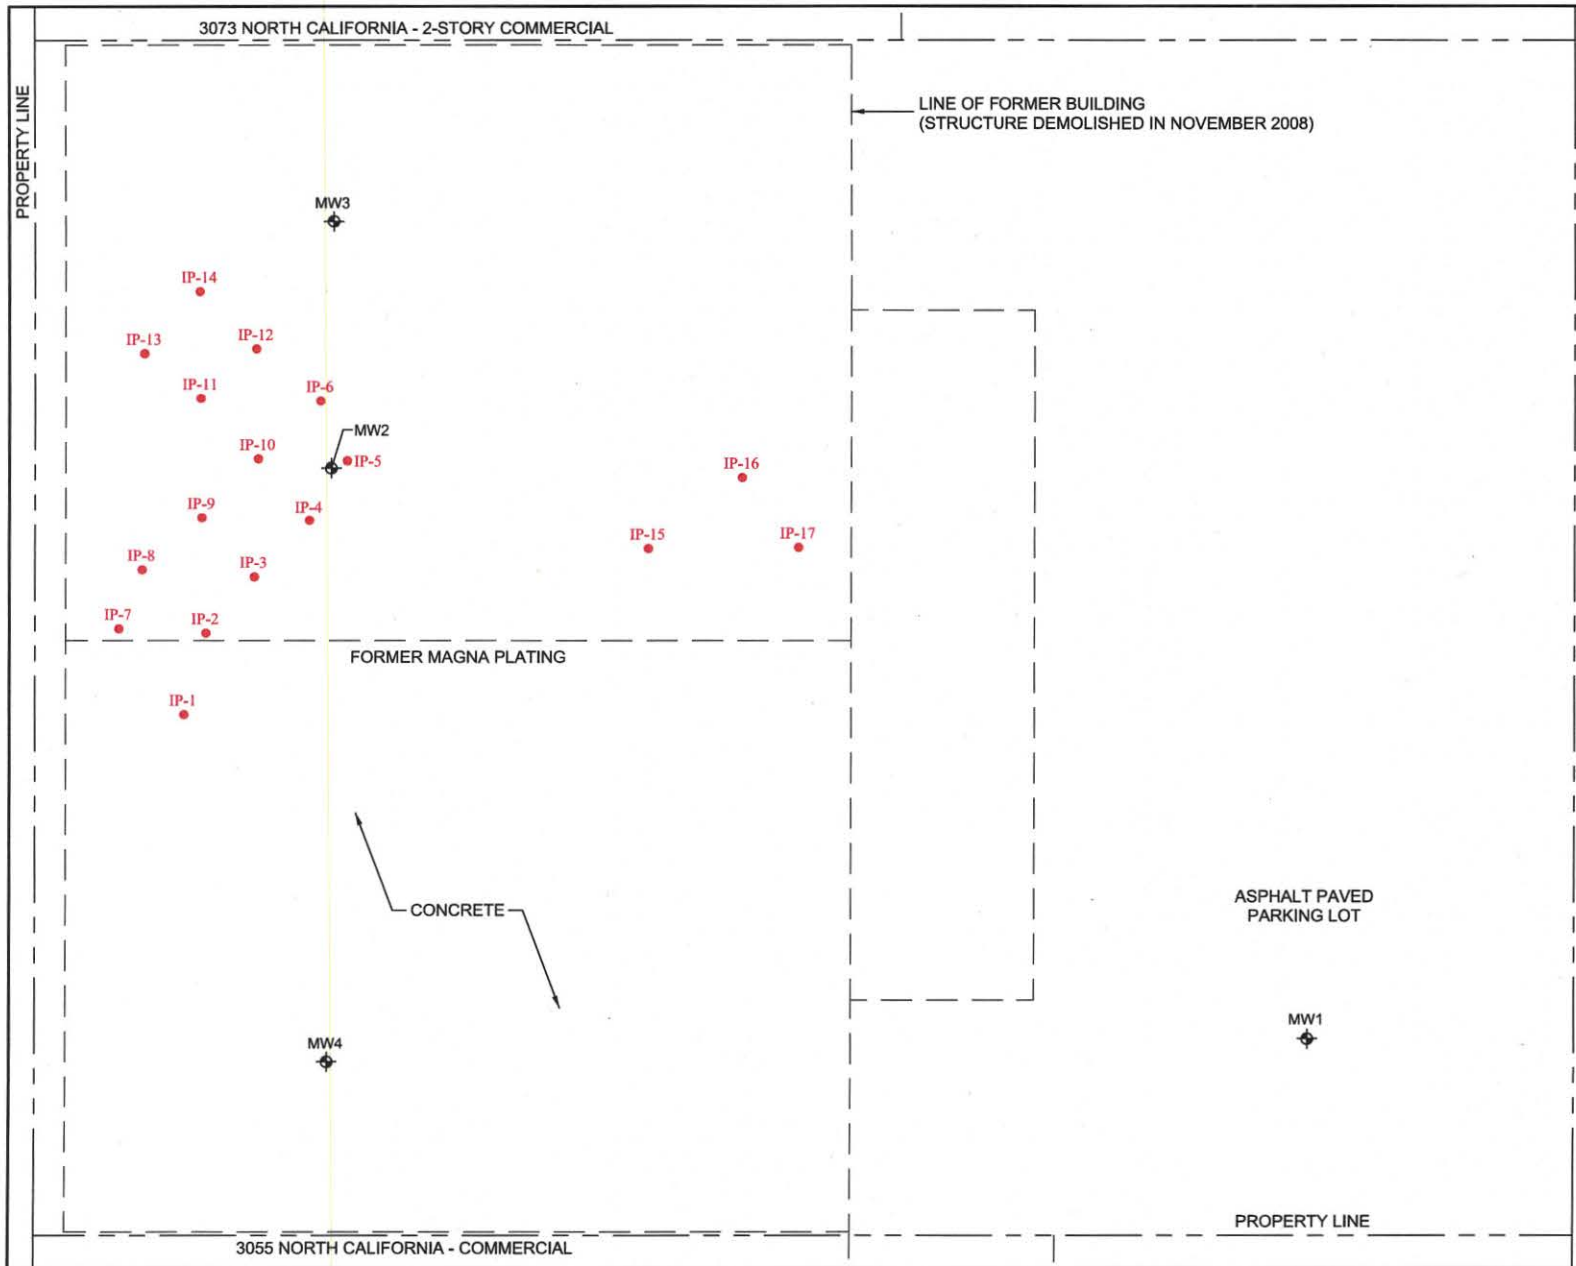 3073 NORTH CALIFORNIA - 2-STORY COMMERCIAL
PROPERTY LINE
LINE OF FORMER BUILDING
(STRUCTURE DEMOLISHED IN NOVEMBER 2008)
MW3
IP-14
IP-13
IP-12
IP-11
IP-6
MW2
IP-10
IP-5
IP-16
IP-9
IP-4
IP-15
IP-17
IP-8
IP-3
IP-7
IP-2
FORMER MAGNA PLATING
IP-1
CONCRETE
ASPHALT PAVED
PARKING LOT
MW1
MW4
PROPERTY LINE
3055 NORTH CALIFORNIA - COMMERCIAL